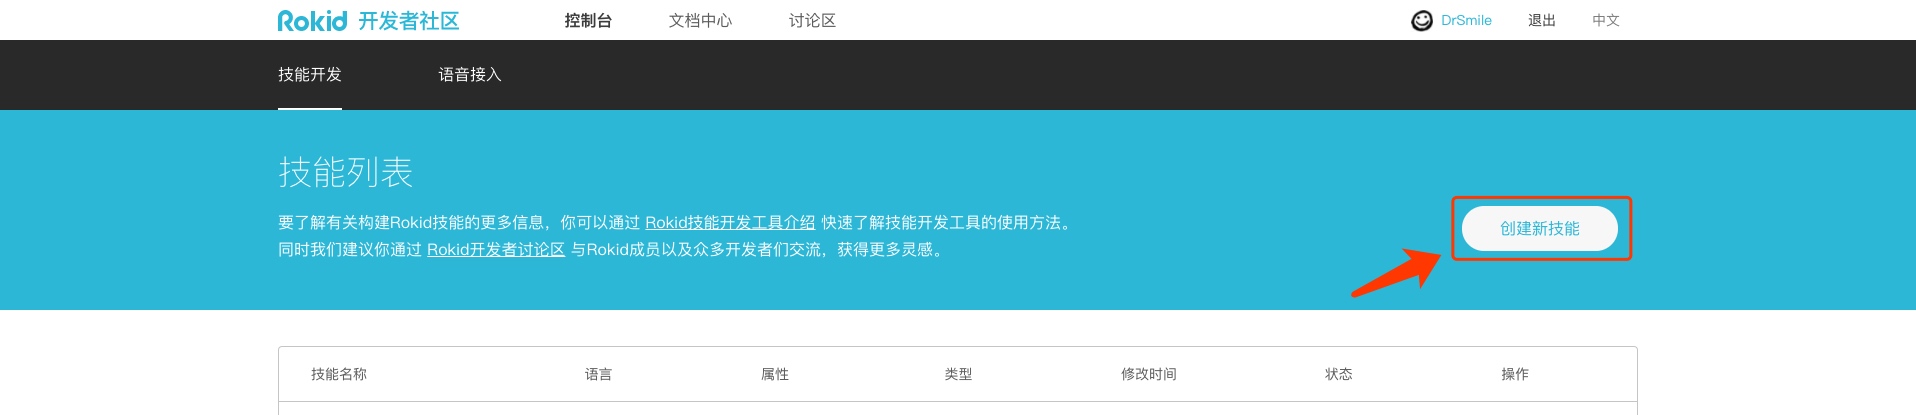 Rokid 开发者社区 控制台 文档中心 讨论区 DrSmile 退出 中文
技能开发 语音接入
技能列表
要了解有关构建Rokid技能的更多信息，你可以通过 Rokid技能开发工具介绍 快速了解技能开发工具的使用方法。
同时我们建议你通过 Rokid开发者讨论区 与Rokid成员以及众多开发者们交流，获得更多灵感。
创建新技能
技能名称 语言 属性 类型 修改时间 状态 操作